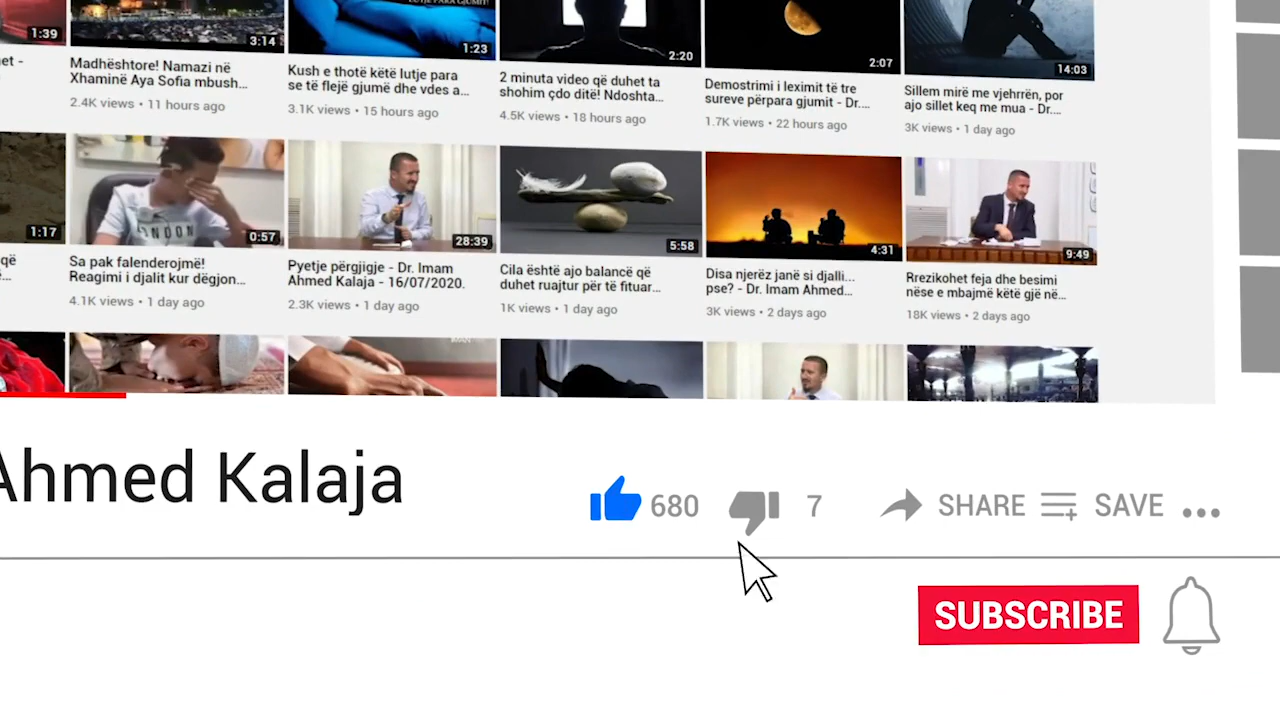 LUTJE PARA GJUMIT!
1:39
3:14
1:23
2:20
2:07
14:03
et -
Madhështore! Namazi në
Xhaminë Aya Sofia mbush...
2.4K views • 11 hours ago
Kush e thotë këtë lutje para
se të flejë gjumë dhe vdes a...
3.1K views • 15 hours ago
2 minuta video që duhet ta
shohim çdo ditë! Ndoshta...
4.5K views • 18 hours ago
Demostrimi i leximit të tre
sureve përpara gjumit - Dr....
1.7K views • 22 hours ago
Sillem mirë me vjehrrën, por
ajo sillet keq me mua - Dr....
3K views • 1 day ago
1:17
ONDON
0:57
28:39
5:58
4:31
9:49
që
Sa pak falenderojmë!
Reagimi i djalit kur dëgjon...
4.1K views • 1 day ago
Pyetje përgjigje - Dr. Imam
Ahmed Kalaja - 16/07/2020.
2.3K views • 1 day ago
Cila është ajo balancë që
duhet ruajtur për të fituar...
1K views • 1 day ago
Disa njerëz janë si djalli...
pse? - Dr. Imam Ahmed...
3K views • 2 days ago
Rrezikohet feja dhe besimi
nëse e mbajmë këtë gjë në...
18K views • 2 days ago
Ahmed Kalaja
680
7
SHARE
SAVE
SUBSCRIBE